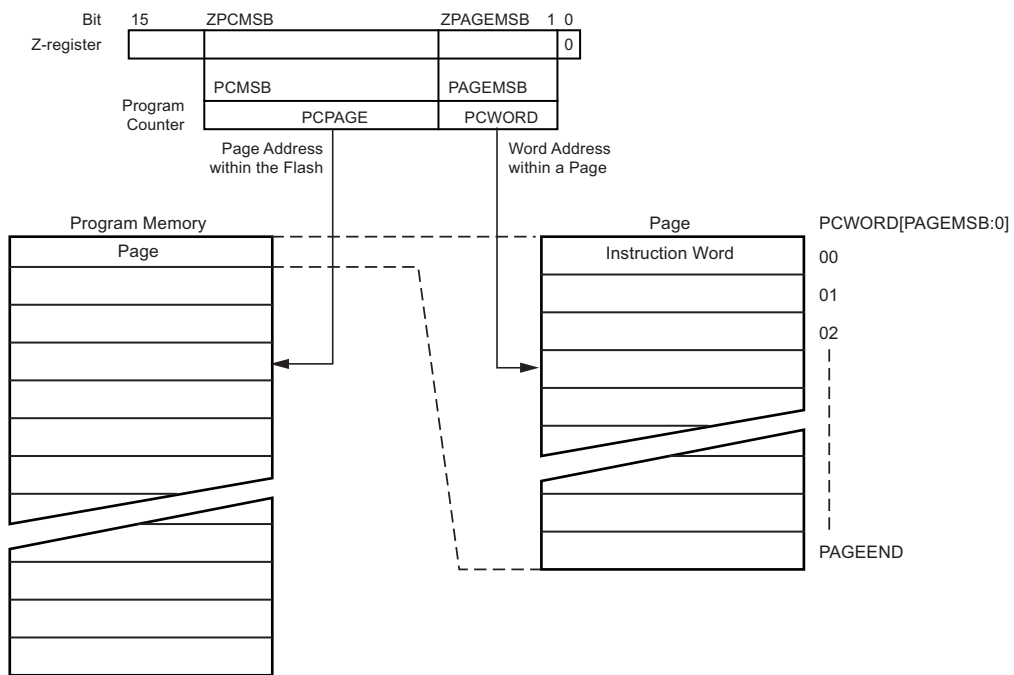 Bit 15 ZPCMSB ZPAGEMSB 1 0
Z-register 0
PCMSB PAGEMSB
Program
Counter
PCPAGE PCWORD
Page Address
within the Flash
Word Address
within a Page
Program Memory
Page
Page
Instruction Word
PCWORD[PAGEMSB:0]
00
01
02
PAGEEND